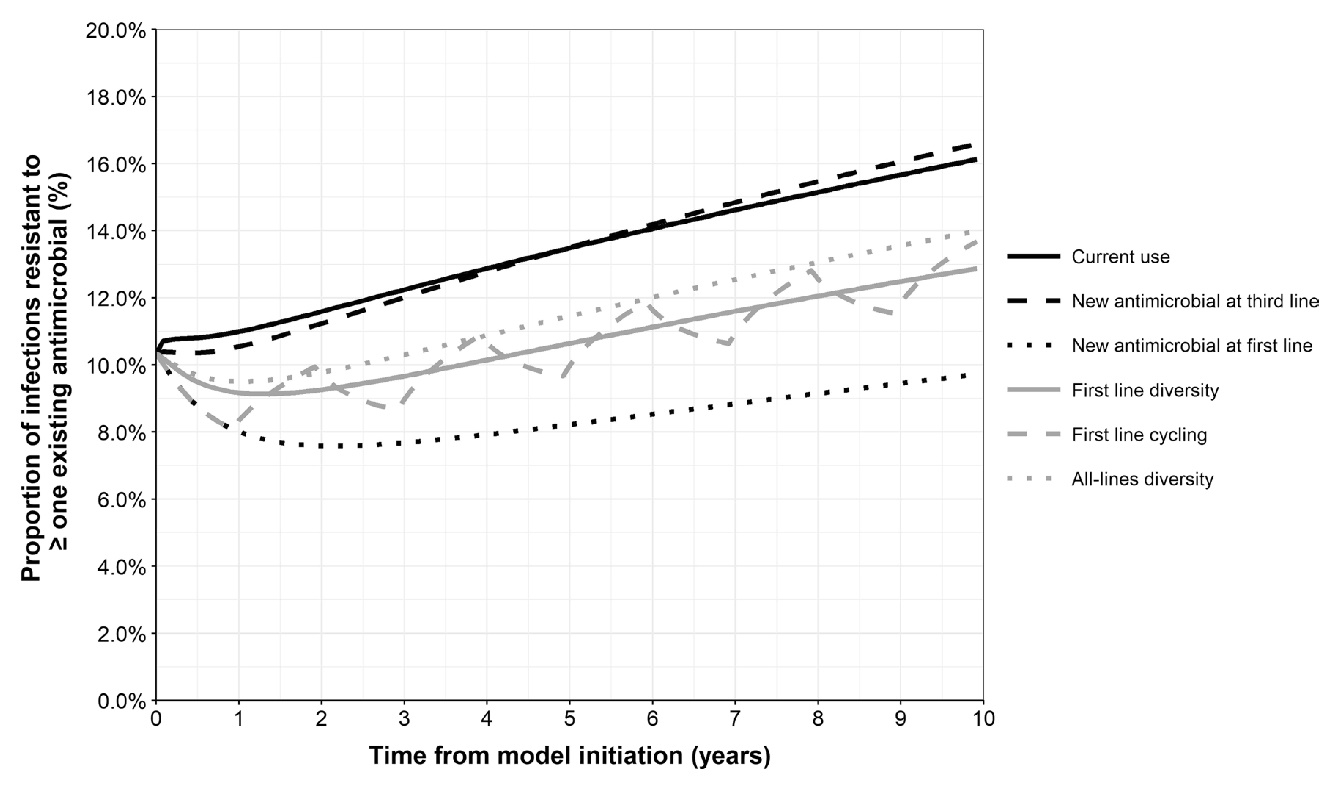 20.0%
18.0%
16.0%
14.0%
12.0%
10.0%
8.0%
6.0%
4.0%
2.0%
0.0%
Proportion of infections resistant to
≥ one existing antimicrobial (%)
0 1 2 3 4 5 6 7 8 9 10
Time from model initiation (years)
Current use
New antimicrobial at third line
New antimicrobial at first line
First line diversity
First line cycling
All-lines diversity